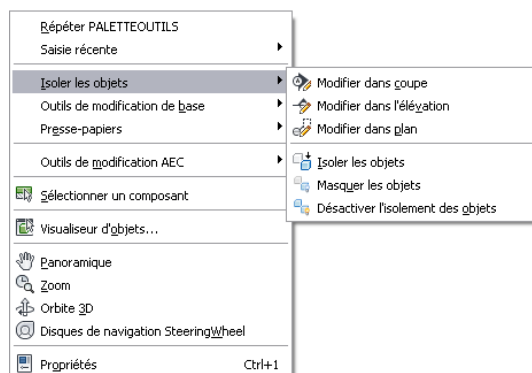 Répéter PALETTEOUTILS
Saisie récente
Isoler les objets
Outils de modification de base
Presse-papiers
Outils de modification AEC
Sélectionner un composant
Visualiseur d'objets...
Panoramique
Zoom
Orbite 3D
Disques de navigation SteeringWheel
Propriétés Ctrl+1
Modifier dans coupe
Modifier dans l'élévation
Modifier dans plan
Isoler les objets
Masquer les objets
Désactiver l'isolement des objets